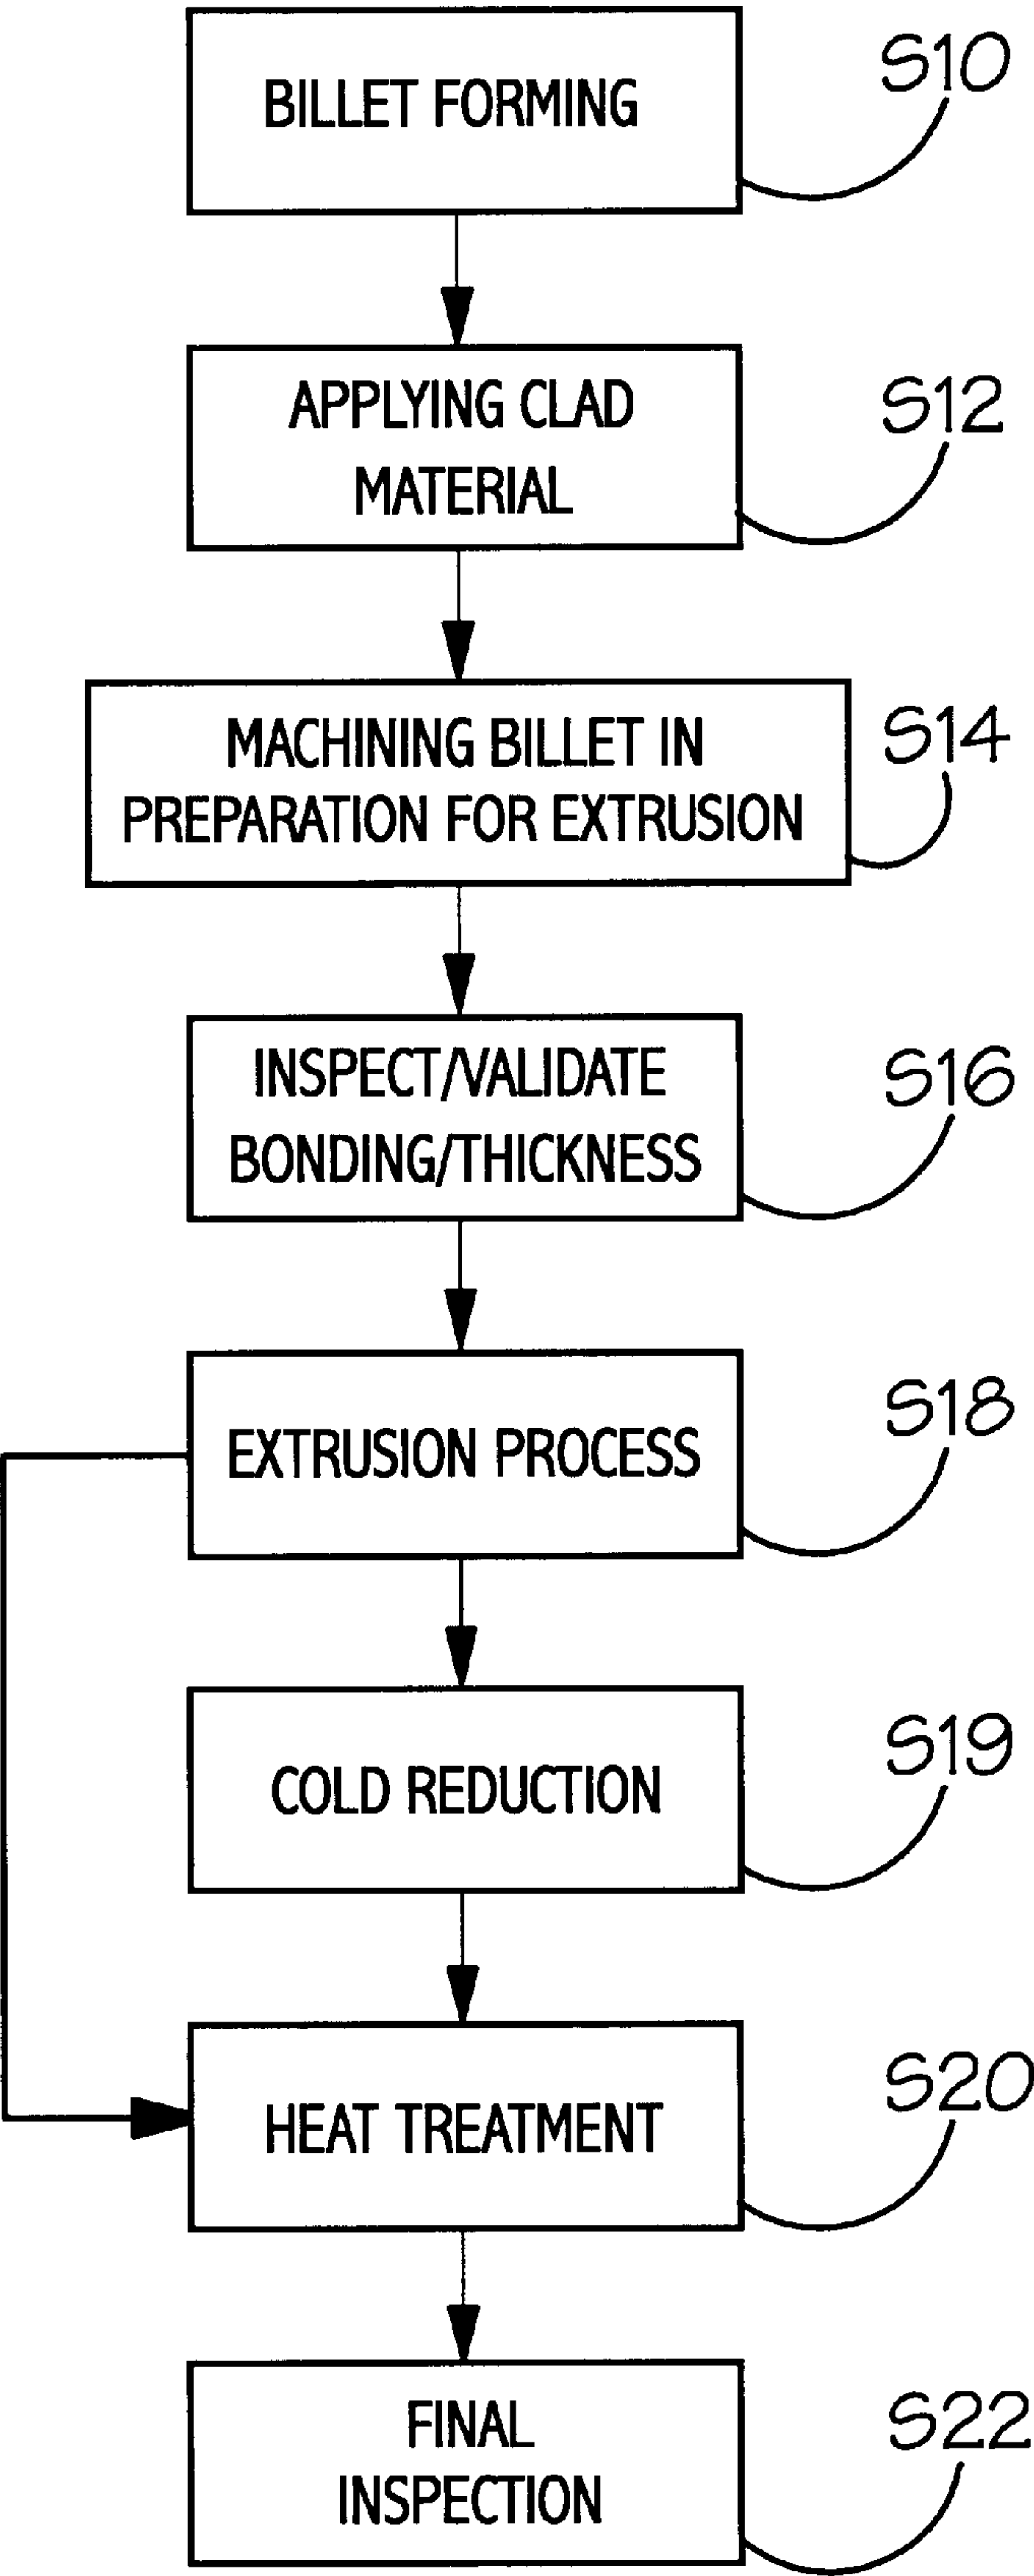 BILLET FORMING
S10
APPLYING CLAD
MATERIAL
S12
MACHINING BILLET IN
PREPARATION FOR EXTRUSION
S14
INSPECT/VALIDATE
BONDING/THICKNESS
S16
EXTRUSION PROCESS
S18
COLD REDUCTION
S19
HEAT TREATMENT
S20
FINAL
INSPECTION
S22